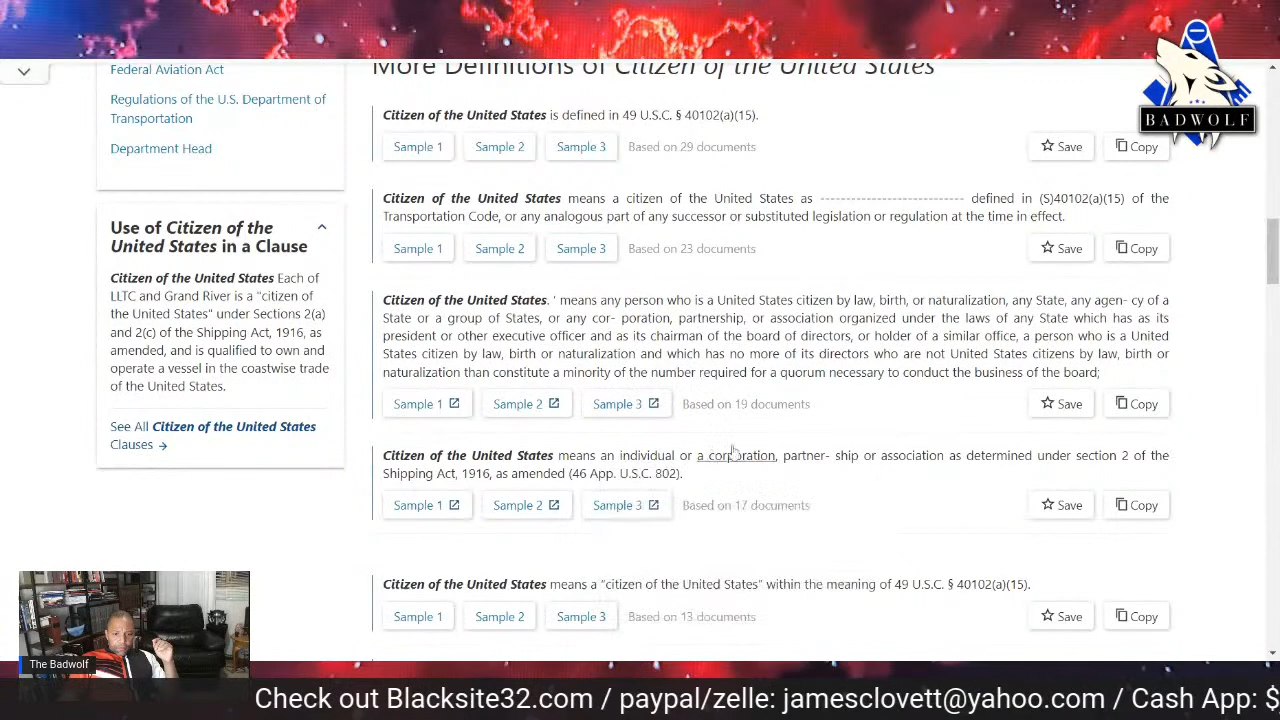 More Definitions of Citizen of the United States
BADWOLF
Federal Aviation Act
Regulations of the U.S. Department of
Transportation
Department Head
Use of Citizen of the
United States in a Clause
Citizen of the United States Each of
LLTC and Grand River is a "citizen of
the United States" under Sections 2(a)
and 2(c) of the Shipping Act, 1916, as
amended, and is qualified to own and
operate a vessel in the coastwise trade
of the United States.
See All Citizen of the United States
Clauses →
Citizen of the United States is defined in 49 U.S.C. § 40102(a)(15).
Sample 1 Sample 2 Sample 3 Based on 29 documents Save Copy
Citizen of the United States means a citizen of the United States as -------------------------- defined in (S)40102(a)(15) of the
Transportation Code, or any analogous part of any successor or substituted legislation or regulation at the time in effect.
Sample 1 Sample 2 Sample 3 Based on 23 documents Save Copy
Citizen of the United States. ' means any person who is a United States citizen by law, birth, or naturalization, any State, any agen- cy of a
State or a group of States, or any cor- poration, partnership, or association organized under the laws of any State which has as its
president or other executive officer and as its chairman of the board of directors, or holder of a similar office, a person who is a United
States citizen by law, birth or naturalization and which has no more of its directors who are not United States citizens by law, birth or
naturalization than constitute a minority of the number required for a quorum necessary to conduct the business of the board;
Sample 1 Sample 2 Sample 3 Based on 19 documents Save Copy
Citizen of the United States means an individual or a corporation, partner- ship or association as determined under section 2 of the
Shipping Act, 1916, as amended (46 App. U.S.C. 802).
Sample 1 Sample 2 Sample 3 Based on 17 documents Save Copy
Citizen of the United States means a "citizen of the United States" within the meaning of 49 U.S.C. § 40102(a)(15).
Sample 1 Sample 2 Sample 3 Based on 13 documents Save Copy
The Badwolf
Check out Blacksite32.com / paypal/zelle: jamesclovett@yahoo.com / Cash App: $